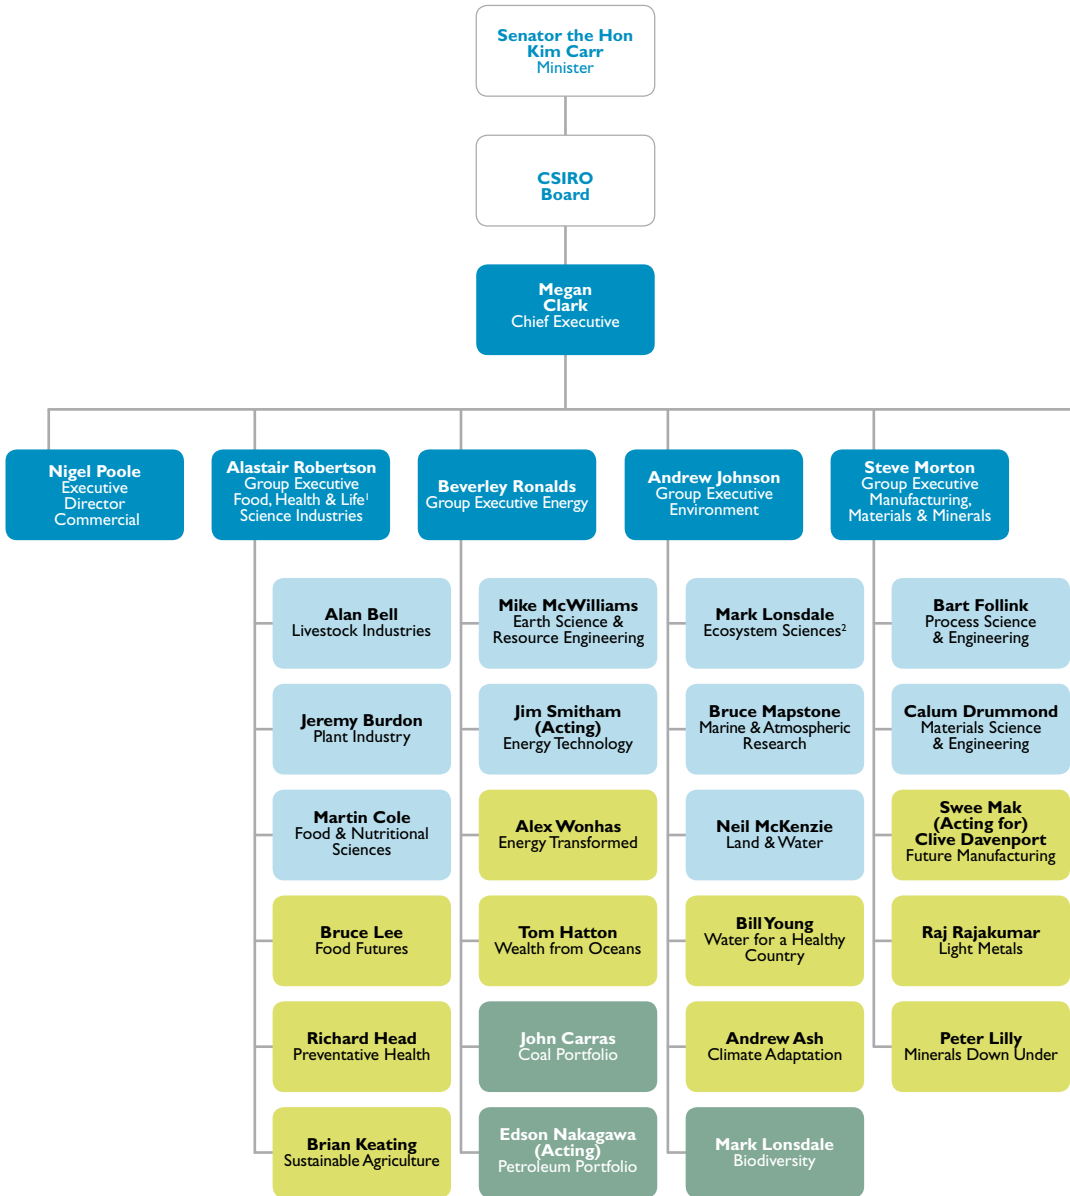 Senator the Hon
Kim Carr
Minister
CSIRO
Board
Megan
Clark
Chief Executive
Nigel Poole
Executive
Director
Commercial
Alastair Robertson
Group Executive
Food, Health & Life¹
Science Industries
Beverley Ronalds
Group Executive Energy
Andrew Johnson
Group Executive
Environment
Steve Morton
Group Executive
Manufacturing,
Materials & Minerals
Alan Bell
Livestock Industries
Jeremy Burdon
Plant Industry
Martin Cole
Food & Nutritional
Sciences
Bruce Lee
Food Futures
Richard Head
Preventative Health
Brian Keating
Sustainable Agriculture
Mike McWilliams
Earth Science &
Resource Engineering
Jim Smitham
(Acting)
Energy Technology
Alex Wonhas
Energy Transformed
Tom Hatton
Wealth from Oceans
John Carras
Coal Portfolio
Edson Nakagawa
(Acting)
Petroleum Portfolio
Mark Lonsdale
Ecosystem Sciences²
Bruce Mapstone
Marine & Atmospheric
Research
Neil McKenzie
Land & Water
Bill Young
Water for a Healthy
Country
Andrew Ash
Climate Adaptation
Mark Lonsdale
Biodiversity
Bart Follink
Process Science
& Engineering
Calum Drummond
Materials Science
& Engineering
Swee Mak
(Acting for)
Clive Davenport
Future Manufacturing
Raj Rajakumar
Light Metals
Peter Lilly
Minerals Down Under